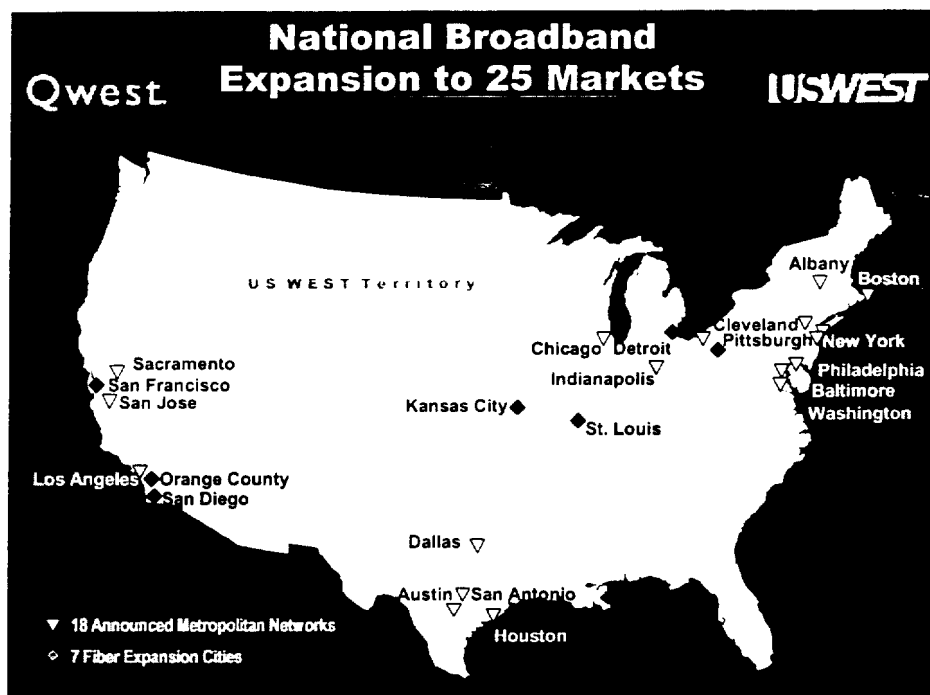 National Broadband
Expansion to 25 Markets
Qwest
USWEST
US WEST Territory
Albany
Boston
Cleveland
Pittsburgh
New York
Chicago
Detroit
Indianapolis
Philadelphia
Baltimore
Washington
Sacramento
San Francisco
San Jose
Kansas City
St. Louis
Los Angeles
Orange County
San Diego
Dallas
Austin
San Antonio
Houston
18 Announced Metropolitan Networks
7 Fiber Expansion Cities